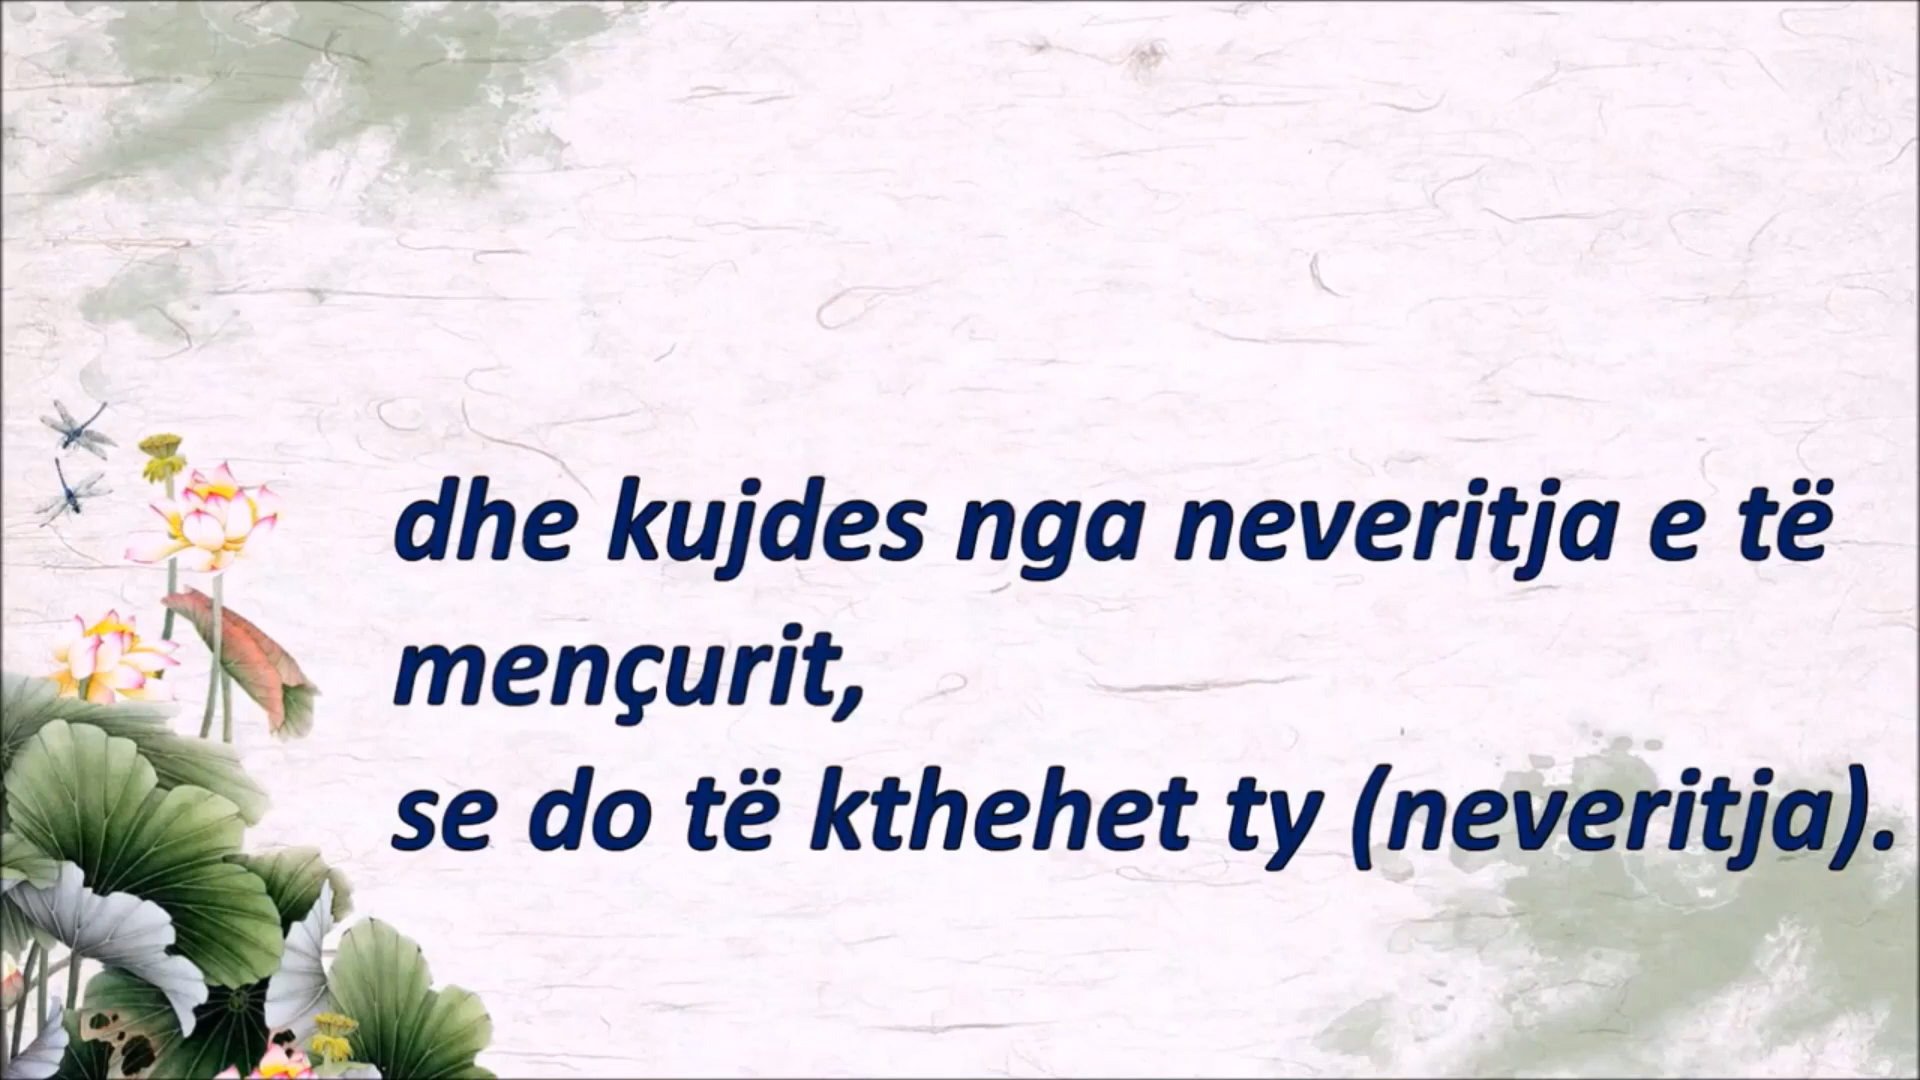 dhe kujdes nga neveritja e të
mençurit,
se do të kthehet ty (neveritja).